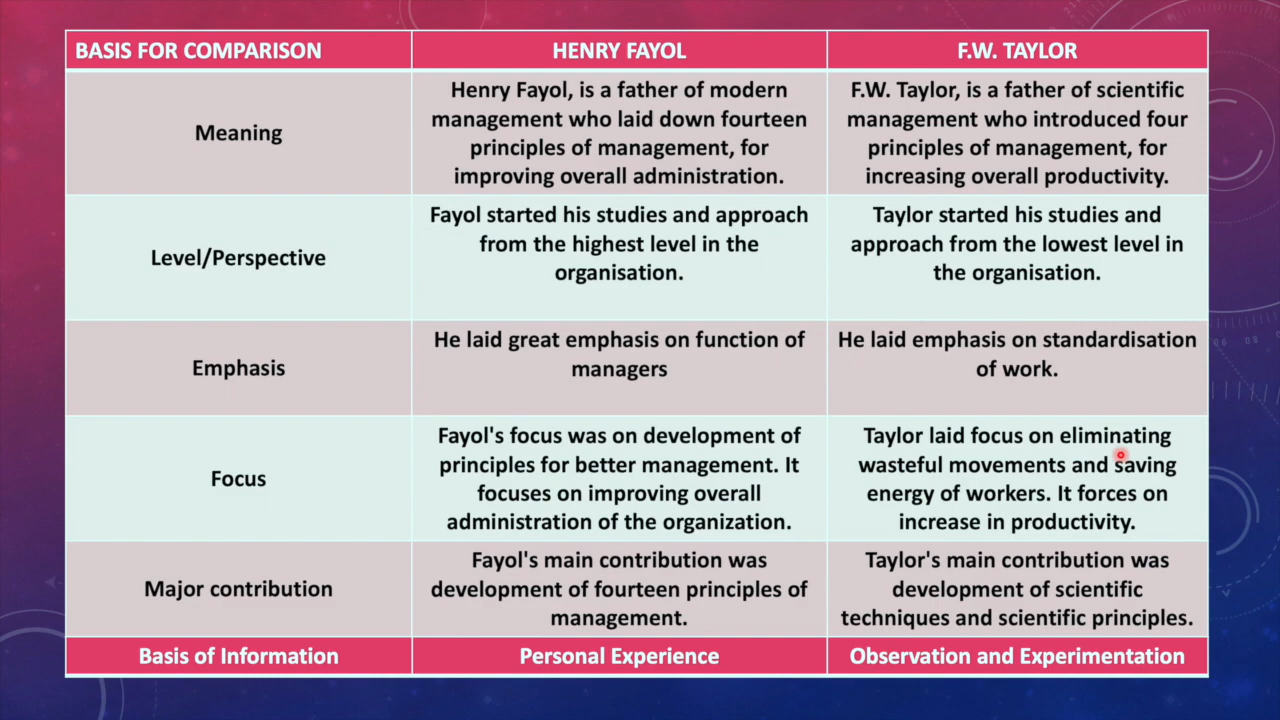 BASIS FOR COMPARISON
HENRY FAYOL
F.W. TAYLOR
Meaning
Henry Fayol, is a father of modern
management who laid down fourteen
principles of management, for
improving overall administration.
F.W. Taylor, is a father of scientific
management who introduced four
principles of management, for
increasing overall productivity.
Level/Perspective
Fayol started his studies and approach
from the highest level in the
organisation.
Taylor started his studies and
approach from the lowest level in
the organisation.
Emphasis
He laid great emphasis on function of
managers
He laid emphasis on standardisation
of work.
Focus
Fayol's focus was on development of
principles for better management. It
focuses on improving overall
administration of the organization.
Taylor laid focus on eliminating
wasteful movements and saving
energy of workers. It forces on
increase in productivity.
Major contribution
Fayol's main contribution was
development of fourteen principles of
management.
Taylor's main contribution was
development of scientific
techniques and scientific principles.
Basis of Information
Personal Experience
Observation and Experimentation